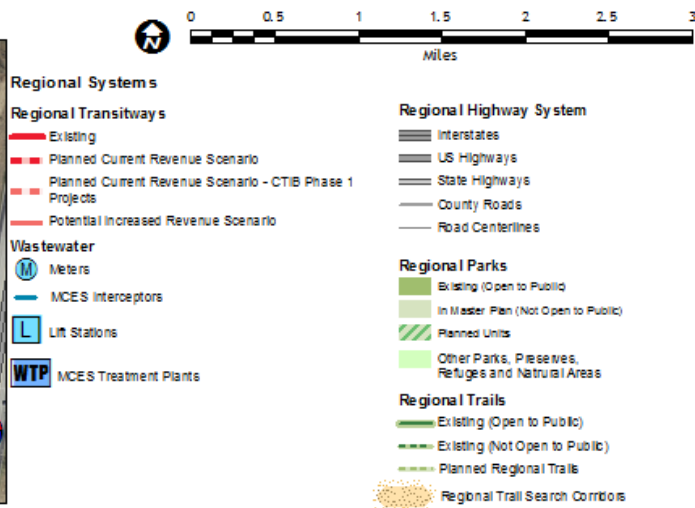 0 0.5 1 1.5 2 2.5 3
N
Miles
Regional Systems
Regional Transitways
Existing
Planned Current Revenue Scenario
Planned Current Revenue Scenario - CTIB Phase 1
Projects
Potential Increased Revenue Scenario
Wastewater
M Meters
MCES Interceptors
L Lift Stations
WTP MCES Treatment Plants
Regional Highway System
Interstates
US Highways
State Highways
County Roads
Road Centerlines
Regional Parks
Existing (Open to Public)
In Master Plan (Not Open to Public)
Planned Units
Other Parks, Preserves,
Refuges and Natural Areas
Regional Trails
Existing (Open to Public)
Existing (Not Open to Public)
Planned Regional Trails
Regional Trail Search Corridors